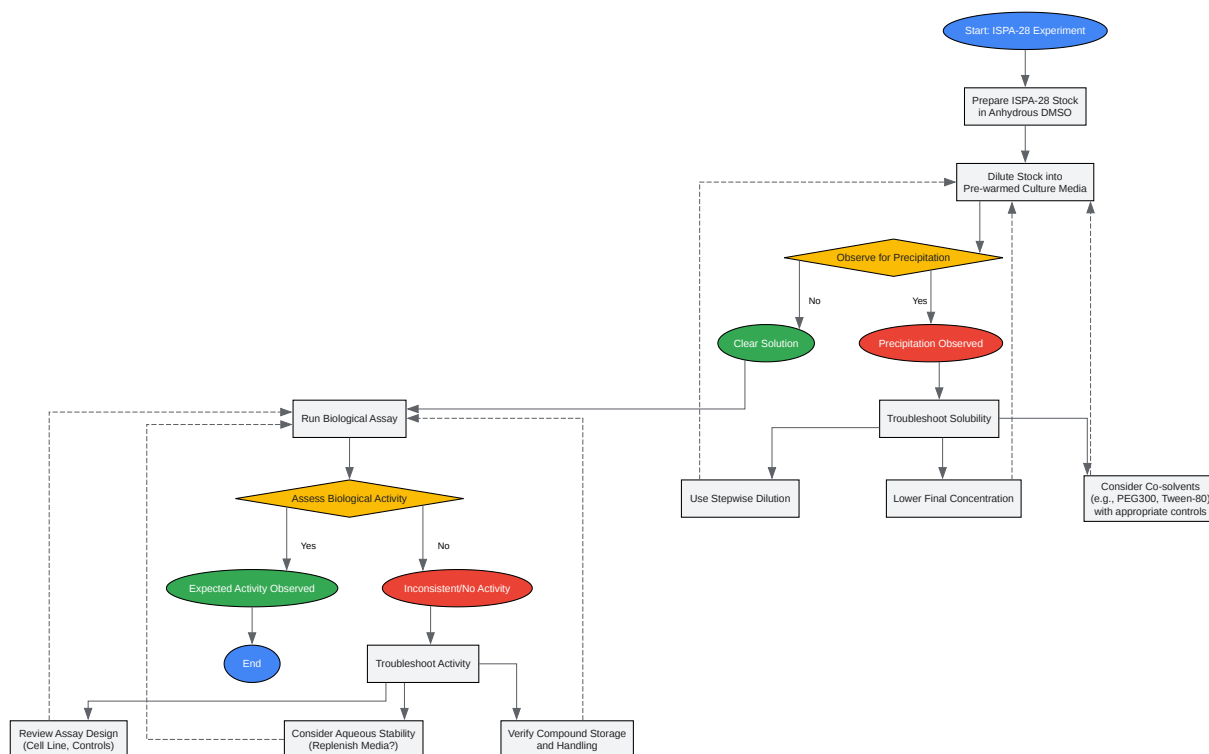 Start: ISPA-28 Experiment
Prepare ISPA-28 Stock
in Anhydrous DMSO
Dilute Stock into
Pre-warmed Culture Media
Observe for Precipitation
No
Yes
Clear Solution
Precipitation Observed
Run Biological Assay
Troubleshoot Solubility
Assess Biological Activity
Use Stepwise Dilution
Lower Final Concentration
Consider Co-solvents
(e.g., PEG300, Tween-80)
with appropriate controls
Yes
No
Expected Activity Observed
Inconsistent/No Activity
End
Troubleshoot Activity
Review Assay Design
(Cell Line, Controls)
Consider Aqueous Stability
(Replenish Media?)
Verify Compound Storage
and Handling